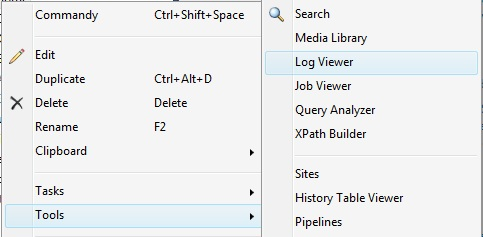 Commandy Ctrl+Shift+Space
Edit
Duplicate Ctrl+Alt+D
Delete Delete
Rename F2
Clipboard
Tasks
Tools
Search
Media Library
Log Viewer
Job Viewer
Query Analyzer
XPath Builder
Sites
History Table Viewer
Pipelines